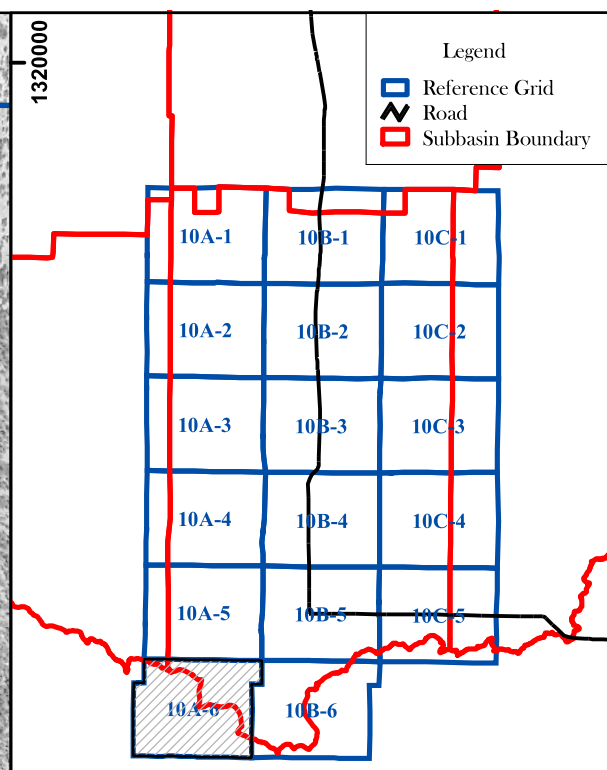 1320000
Legend
Reference Grid
Road
Subbasin Boundary
10A-1 10B-1 10C-1
10A-2 10B-2 10C-2
10A-3 10B-3 10C-3
10A-4 10B-4 10C-4
10A-5 10B-5 10C-5
10A-6 10B-6